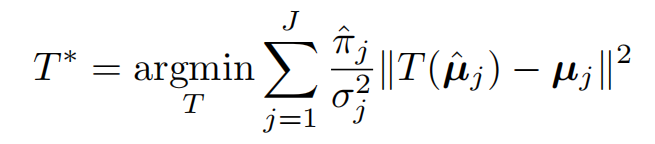 $T^* = \underset{T}{\operatorname{argmin}} \sum_{j=1}^{J} \frac{\hat{\pi}_j}{\sigma_j^2} \| T(\hat{\boldsymbol{\mu}}_j) - \boldsymbol{\mu}_j \|^2$